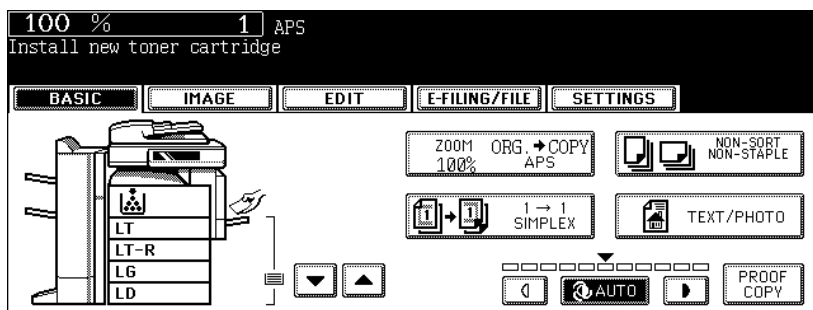 100 % 1 APS
Install new toner cartridge
BASIC IMAGE EDIT E-FILING/FILE SETTINGS
ZOOM ORG.➔COPY
100% APS
NON-SORT
NON-STAPLE
1 → 1
SIMPLEX
TEXT/PHOTO
LT
LT-R
LG
LD
AUTO
PROOF
COPY